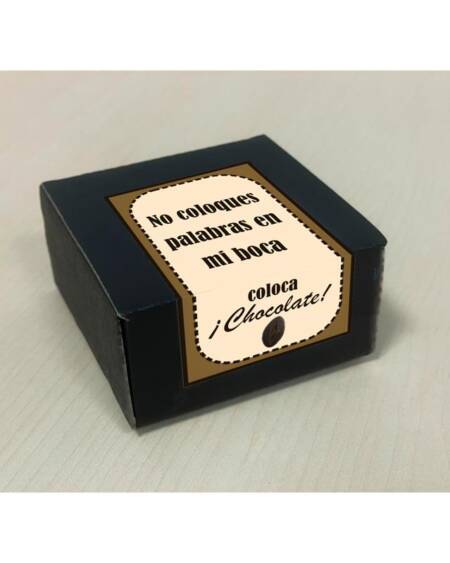 No coloques
palabras en
mi boca
coloca
¡Chocolate!